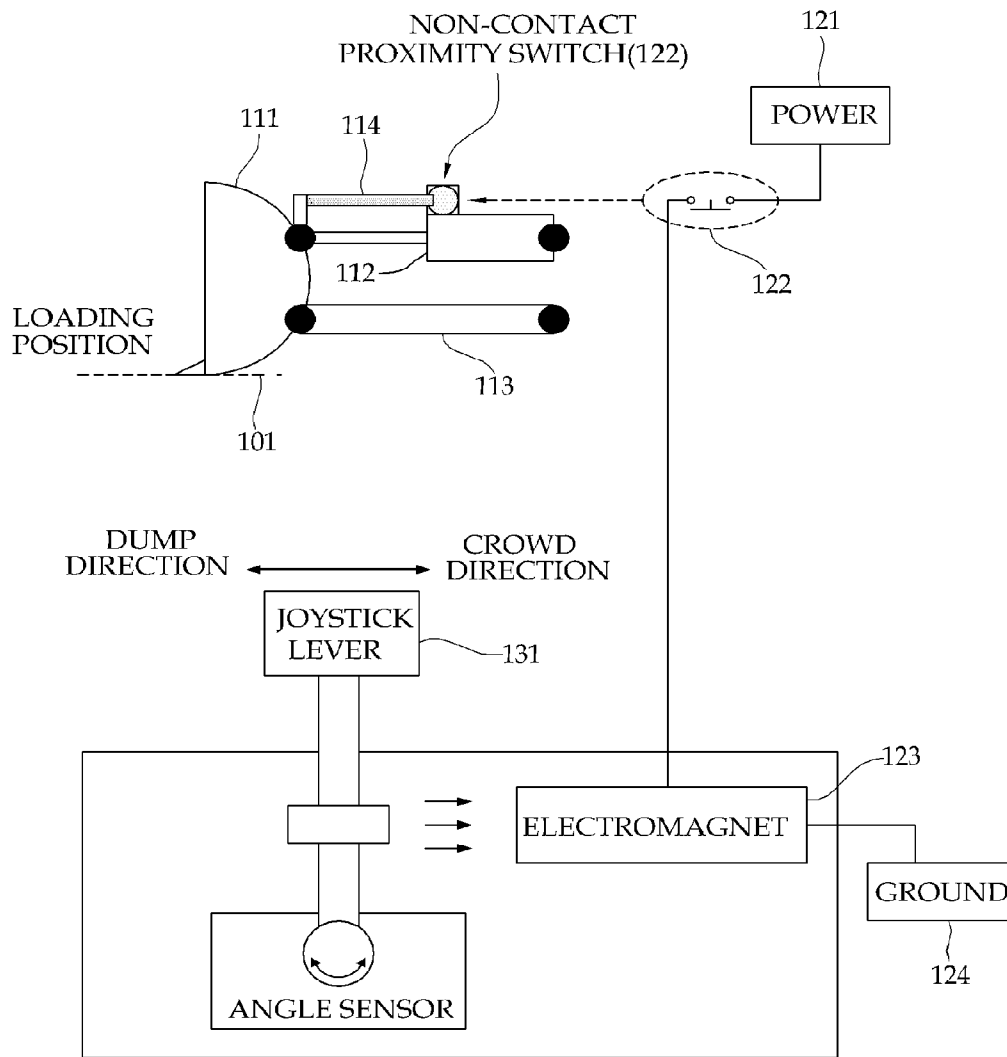 NON-CONTACT
PROXIMITY SWITCH(122)
121
POWER
111
114
112
122
LOADING
POSITION
113
101
DUMP
DIRECTION
CROWD
DIRECTION
JOYSTICK
LEVER
131
123
ELECTROMAGNET
GROUND
124
ANGLE SENSOR